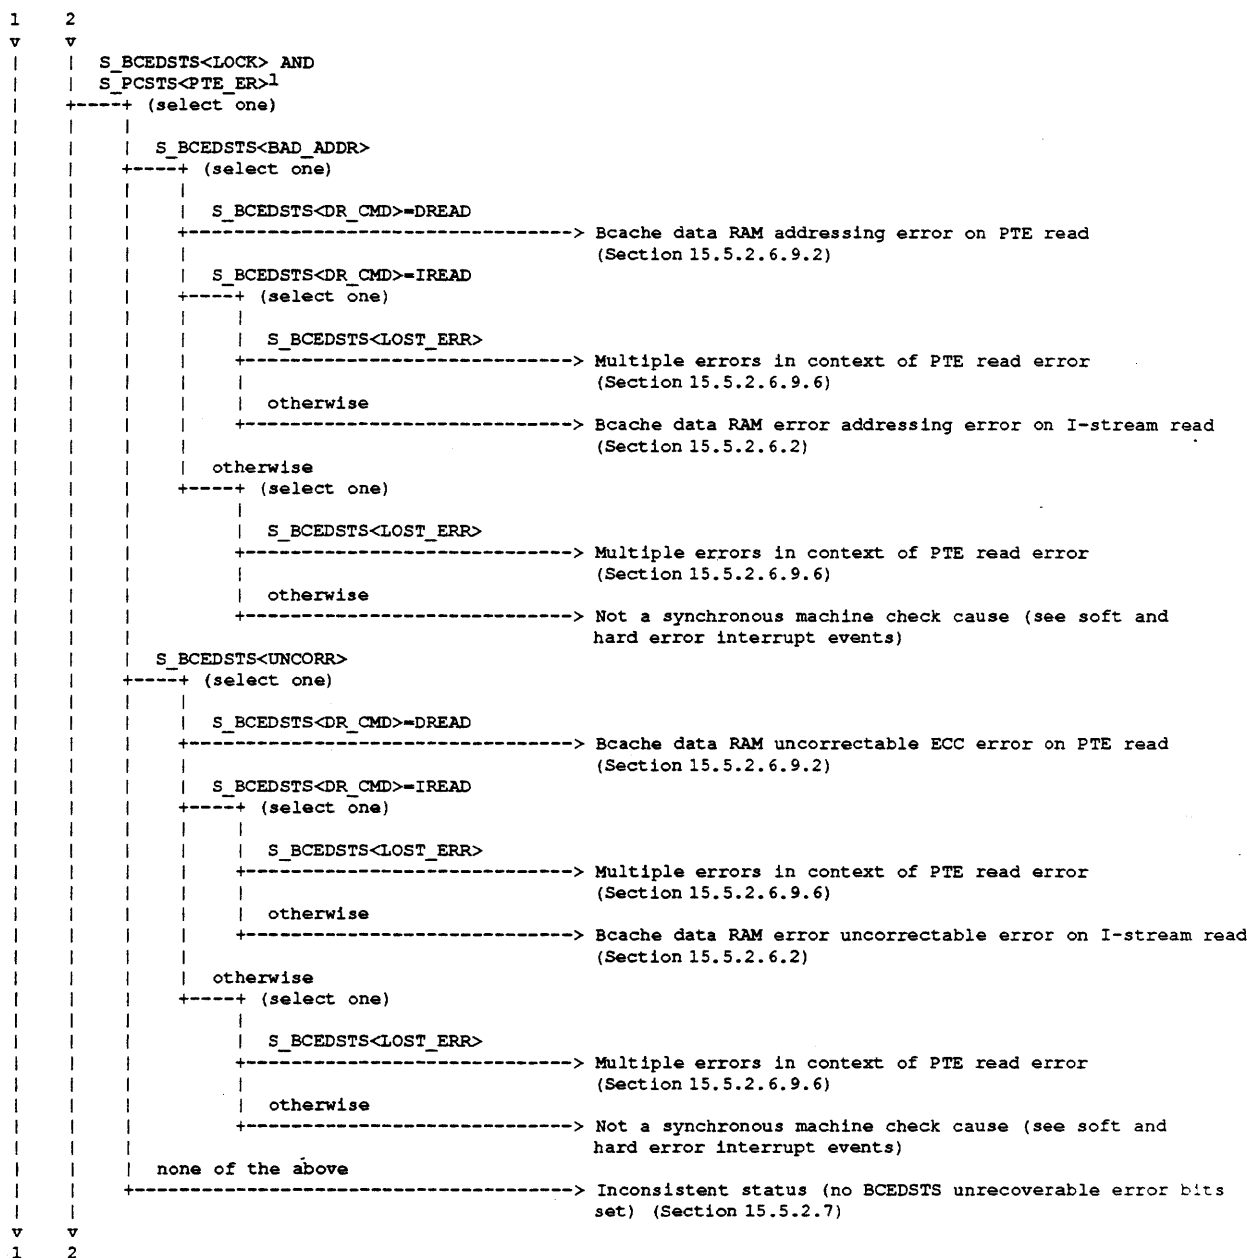 1 2
v v
S_BCEDSTS<LOCK> AND
S_PCSTS<PTE_ER>1
(select one)
S_BCEDSTS<BAD_ADDR>
(select one)
S_BCEDSTS<DR_CMD>=DREAD
Bcache data RAM addressing error on PTE read
(Section 15.5.2.6.9.2)
S_BCEDSTS<DR_CMD>=IREAD
(select one)
S_BCEDSTS<LOST_ERR>
Multiple errors in context of PTE read error
(Section 15.5.2.6.9.6)
otherwise
Bcache data RAM error addressing error on I-stream read
(Section 15.5.2.6.2)
otherwise
(select one)
S_BCEDSTS<LOST_ERR>
Multiple errors in context of PTE read error
(Section 15.5.2.6.9.6)
otherwise
Not a synchronous machine check cause (see soft and
hard error interrupt events)
S_BCEDSTS<UNCORR>
(select one)
S_BCEDSTS<DR_CMD>=DREAD
Bcache data RAM uncorrectable ECC error on PTE read
(Section 15.5.2.6.9.2)
S_BCEDSTS<DR_CMD>=IREAD
(select one)
S_BCEDSTS<LOST_ERR>
Multiple errors in context of PTE read error
(Section 15.5.2.6.9.6)
otherwise
Bcache data RAM error uncorrectable error on I-stream read
(Section 15.5.2.6.2)
otherwise
(select one)
S_BCEDSTS<LOST_ERR>
Multiple errors in context of PTE read error
(Section 15.5.2.6.9.6)
otherwise
Not a synchronous machine check cause (see soft and
hard error interrupt events)
none of the above
Inconsistent status (no BCEDSTS unrecoverable error bits
set) (Section 15.5.2.7)
v v
1 2